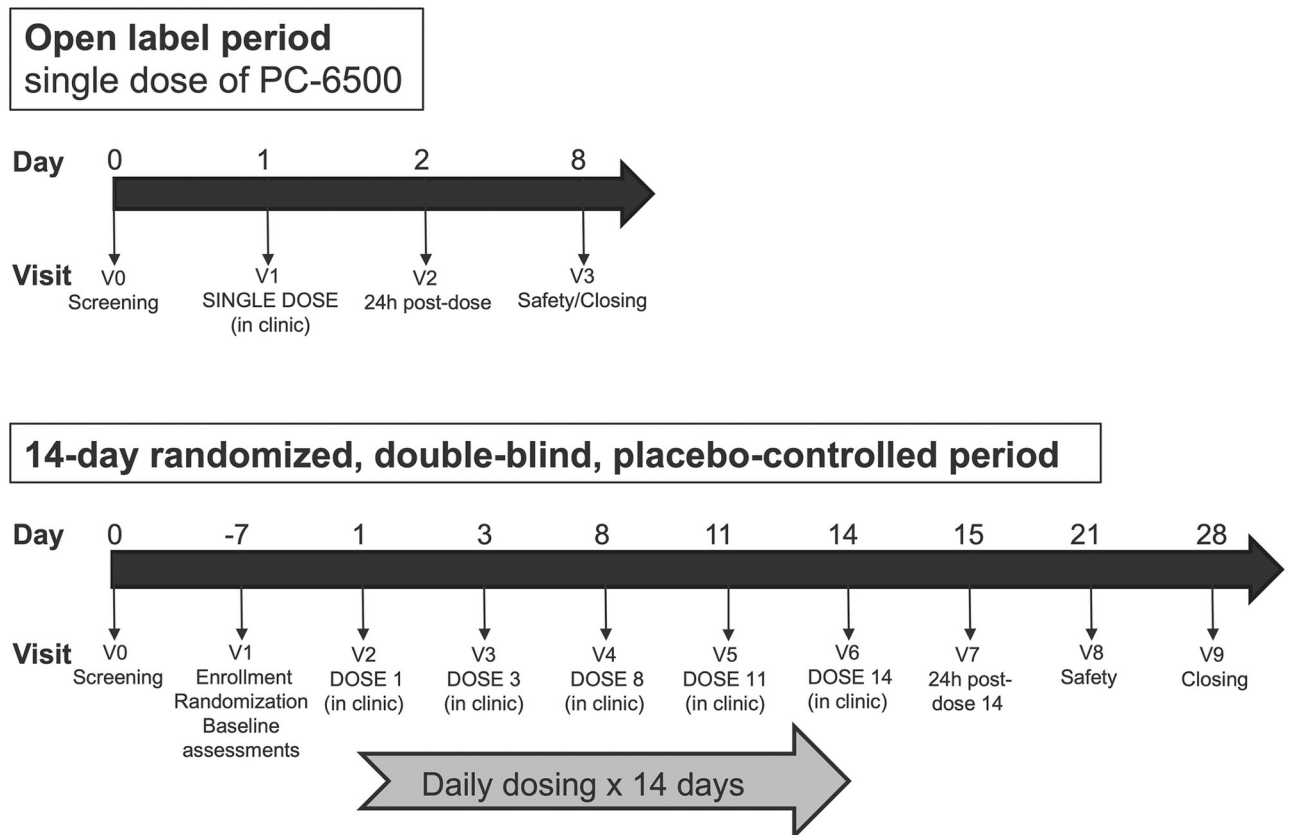 Open label period
single dose of PC-6500
Day 0 1 2 8
Visit V0 V1 V2 V3
Screening SINGLE DOSE 24h post-dose Safety/Closing
(in clinic)
14-day randomized, double-blind, placebo-controlled period
Day 0 -7 1 3 8 11 14 15 21 28
Visit V0 V1 V2 V3 V4 V5 V6 V7 V8 V9
Screening Enrollment DOSE 1 DOSE 3 DOSE 8 DOSE 11 DOSE 14 24h post- Safety Closing
Randomization (in clinic) (in clinic) (in clinic) (in clinic) (in clinic) dose 14
Baseline
assessments
Daily dosing x 14 days